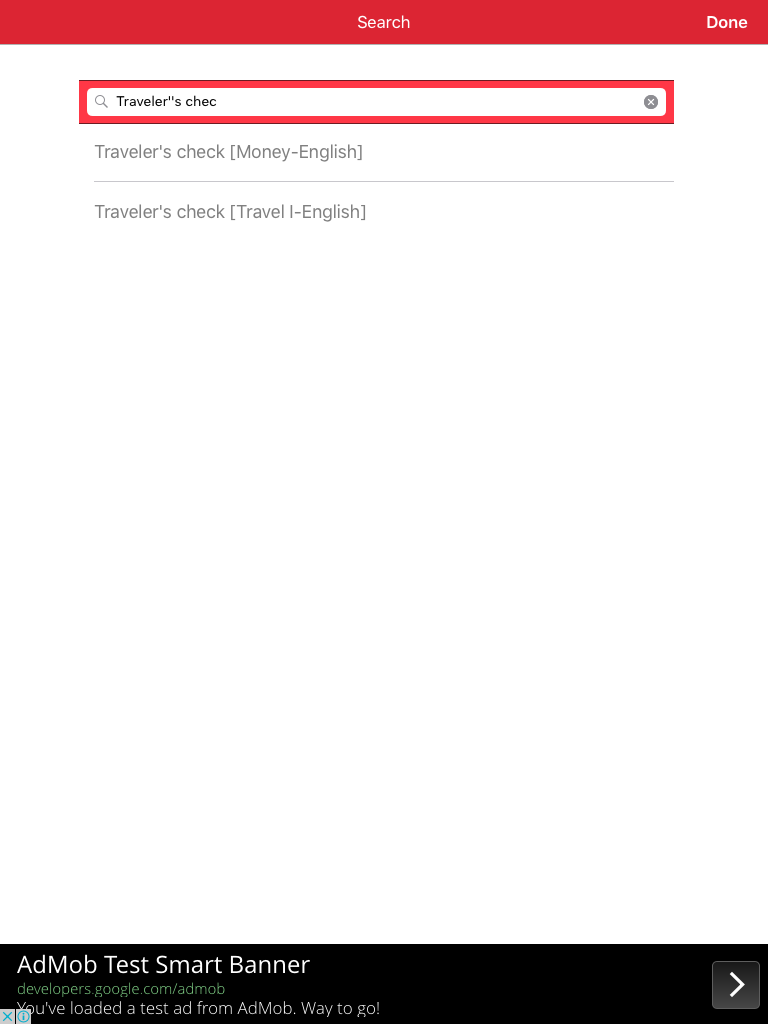 Search
Done
Traveler''s chec
Traveler's check [Money-English]
Traveler's check [Travel I-English]
AdMob Test Smart Banner
developers.google.com/admob
You've loaded a test ad from AdMob. Way to go!